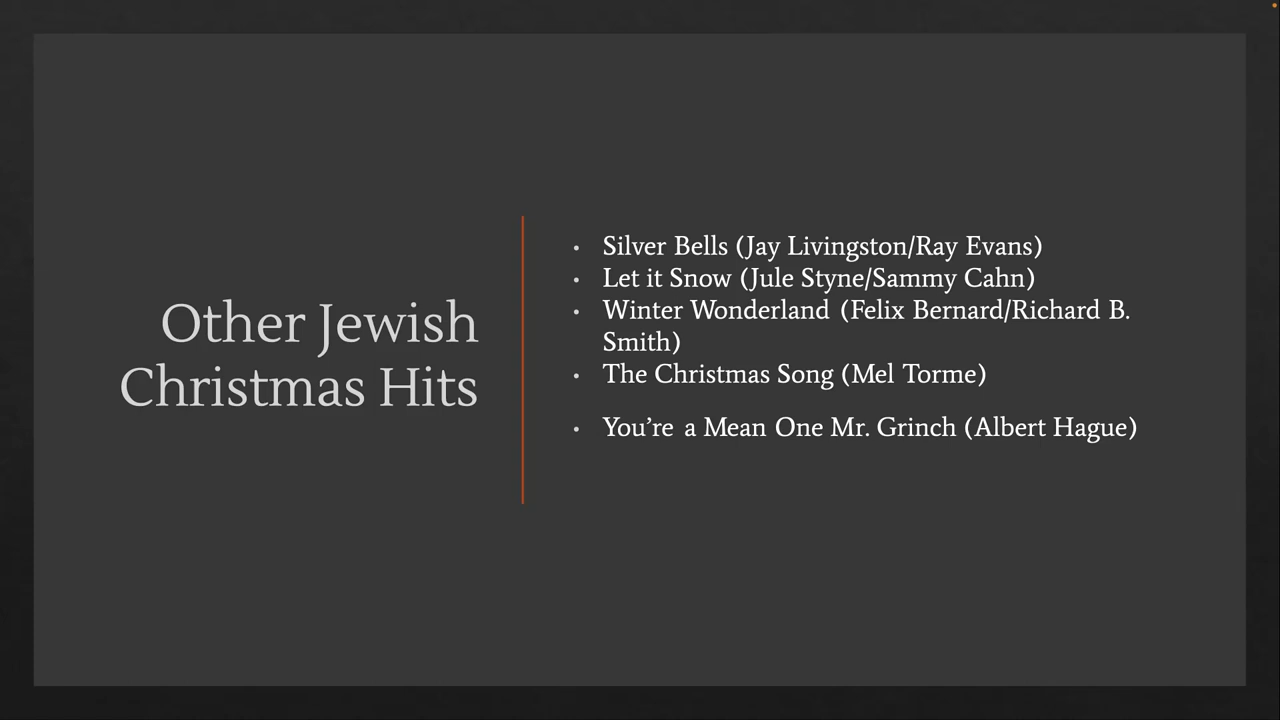 Other Jewish
Christmas Hits
• Silver Bells (Jay Livingston/Ray Evans)
• Let it Snow (Jule Styne/Sammy Cahn)
• Winter Wonderland (Felix Bernard/Richard B.
Smith)
• The Christmas Song (Mel Torme)
• You’re a Mean One Mr. Grinch (Albert Hague)